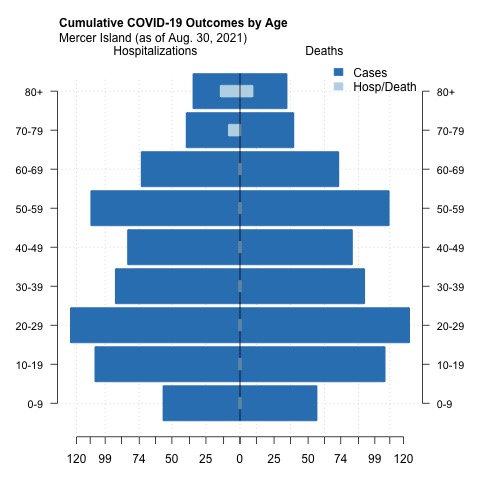 Cumulative COVID-19 Outcomes by Age
Mercer Island (as of Aug. 30, 2021)
Hospitalizations Deaths
Cases
Hosp/Death
80+ 80+
70-79 70-79
60-69 60-69
50-59 50-59
40-49 40-49
30-39 30-39
20-29 20-29
10-19 10-19
0-9 0-9
120 99 74 50 25 0 25 50 74 99 120